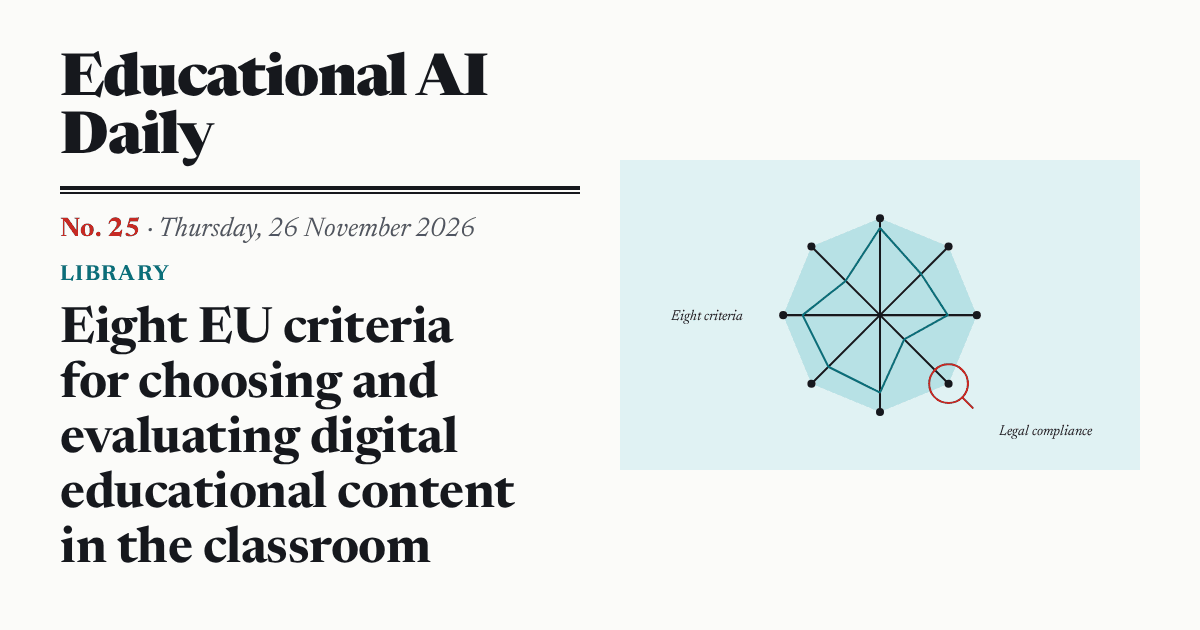 Educational AI
Daily
No. 25 · Thursday, 26 November 2026
LIBRARY
Eight EU criteria
for choosing and
evaluating digital
educational content
in the classroom
Eight criteria
Legal compliance